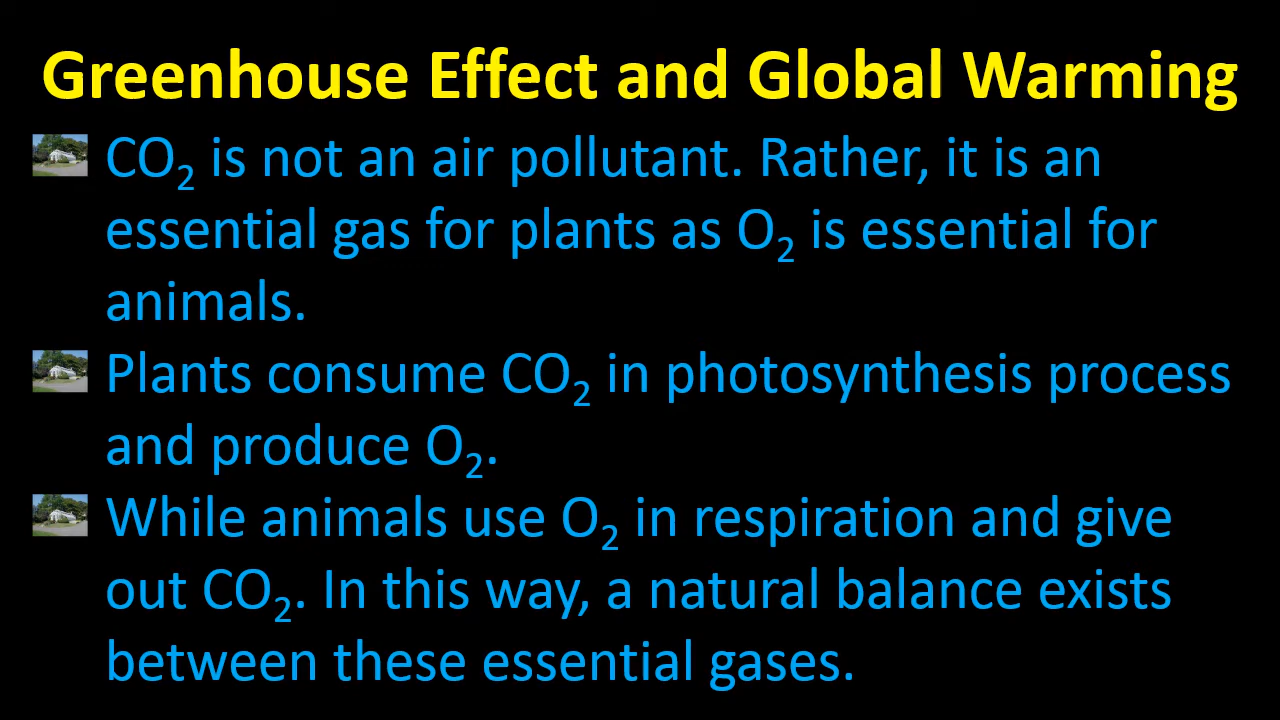 Greenhouse Effect and Global Warming
CO₂ is not an air pollutant. Rather, it is an
essential gas for plants as O₂ is essential for
animals.
Plants consume CO₂ in photosynthesis process
and produce O₂.
While animals use O₂ in respiration and give
out CO₂. In this way, a natural balance exists
between these essential gases.